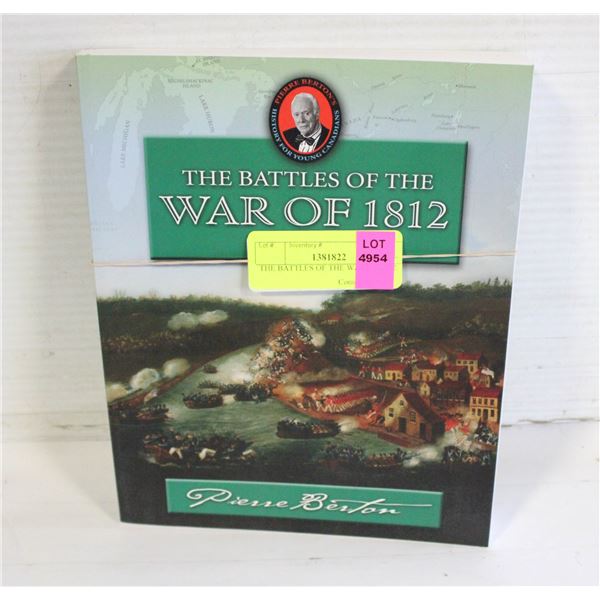 MICHILIMACKINAC
ISLAND
LAKE HURON
LAKE MICHIGAN
PIERRE BERTON'S
HISTORY FOR YOUNG CANADIANS
THE BATTLES OF THE
WAR OF 1812
Lot # Inventory # LOT
1381822 4954
THE BATTLES OF THE WA
Pierre Berton